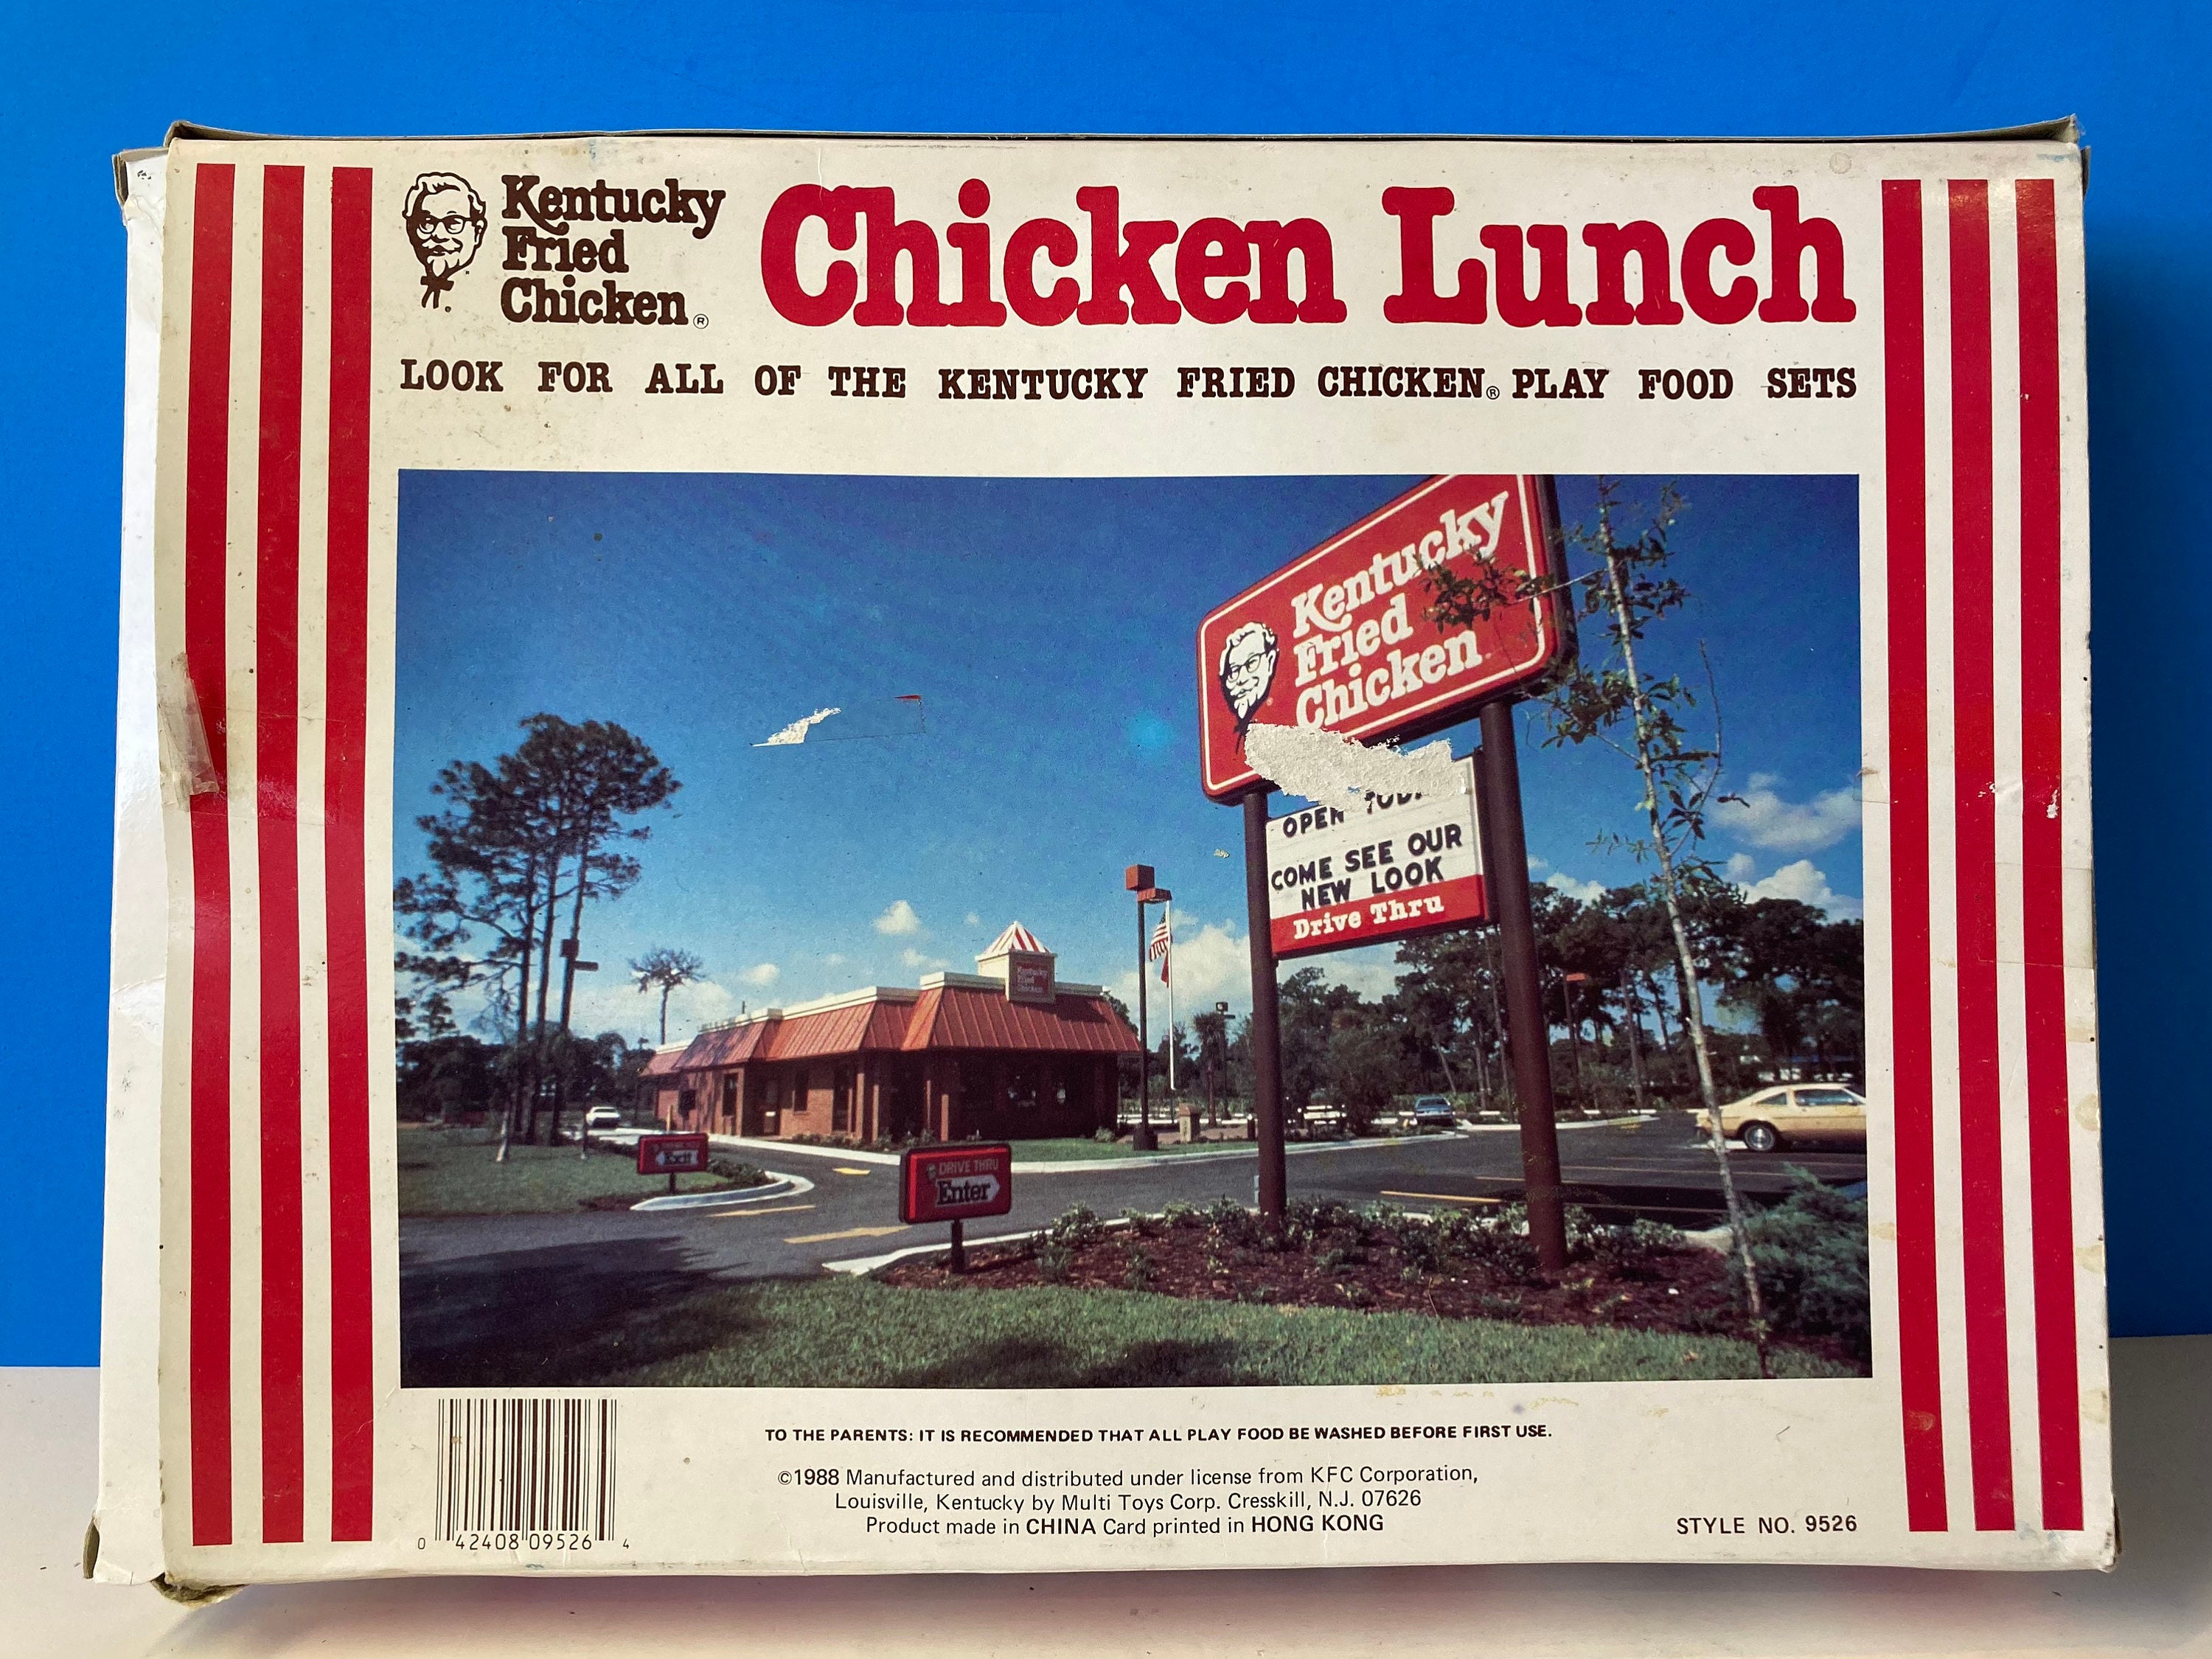 Kentucky
Fried
Chicken®
Chicken Lunch
LOOK FOR ALL OF THE KENTUCKY FRIED CHICKEN® PLAY FOOD SETS
Kentucky
Fried
Chicken
OPEN
COME SEE OUR
NEW LOOK
Drive Thru
Kentucky
Fried
Chicken
Exit
DRIVE THRU
Enter
TO THE PARENTS: IT IS RECOMMENDED THAT ALL PLAY FOOD BE WASHED BEFORE FIRST USE.
©1988 Manufactured and distributed under license from KFC Corporation,
Louisville, Kentucky by Multi Toys Corp. Cresskill, N.J. 07626
Product made in CHINA Card printed in HONG KONG
STYLE NO. 9526
0 42408 09526 4